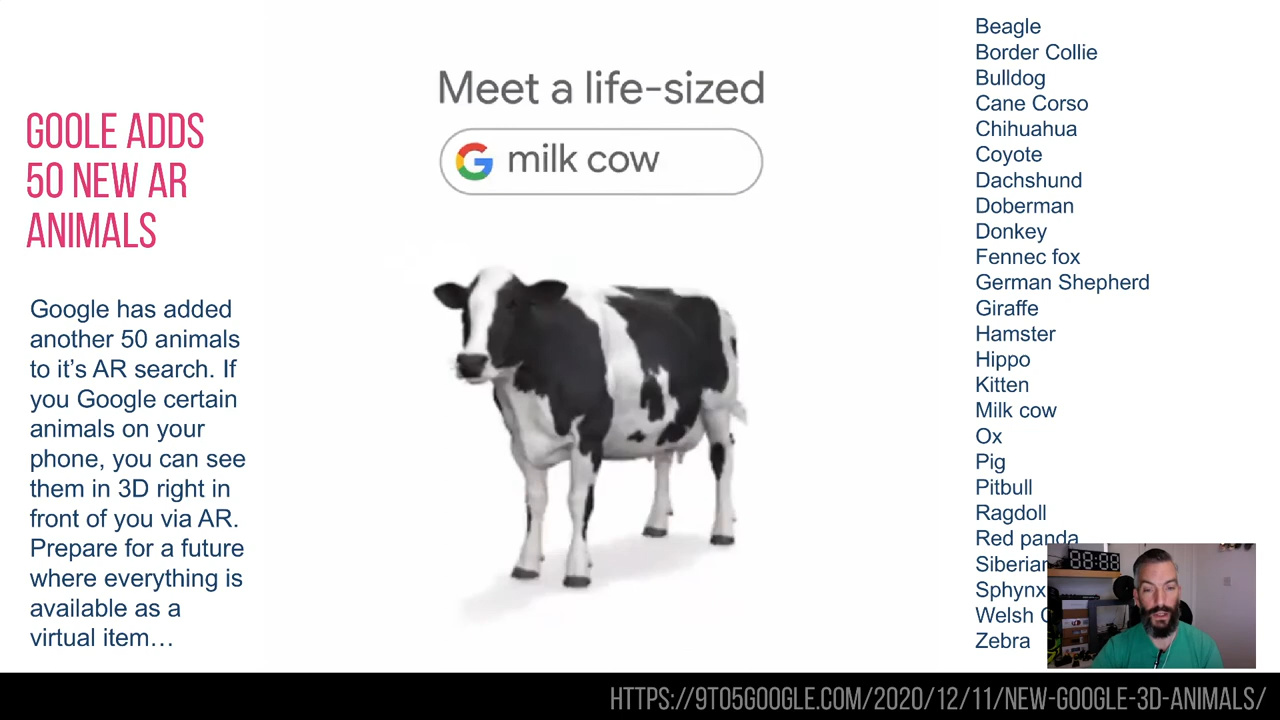 GOOLE ADDS
50 NEW AR
ANIMALS
Google has added
another 50 animals
to it's AR search. If
you Google certain
animals on your
phone, you can see
them in 3D right in
front of you via AR.
Prepare for a future
where everything is
available as a
virtual item…
Meet a life-sized
milk cow
Beagle
Border Collie
Bulldog
Cane Corso
Chihuahua
Coyote
Dachshund
Doberman
Donkey
Fennec fox
German Shepherd
Giraffe
Hamster
Hippo
Kitten
Milk cow
Ox
Pig
Pitbull
Ragdoll
Red panda
Siberian
Sphynx
Welsh
Zebra
HTTPS://9TO5GOOGLE.COM/2020/12/11/NEW-GOOGLE-3D-ANIMALS/